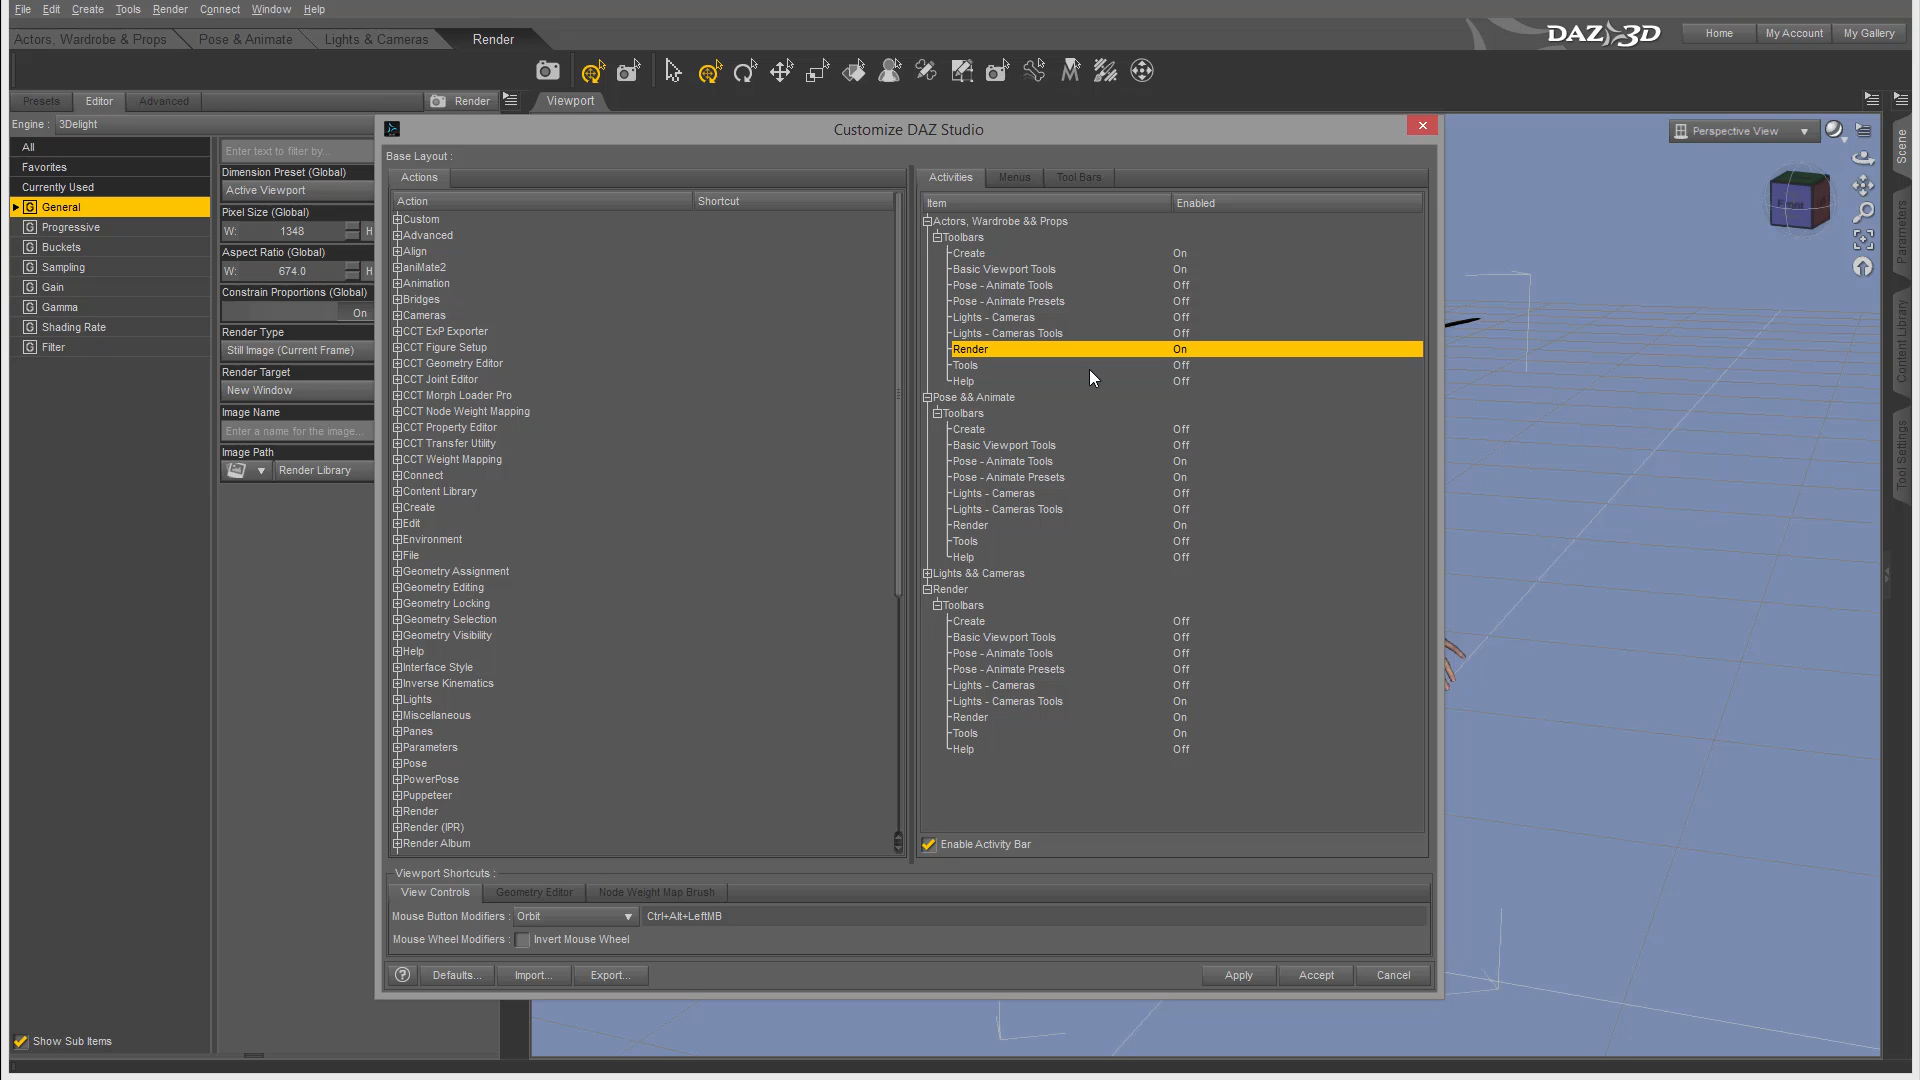 File Edit Create Tools Render Connect Window Help
Actors, Wardrobe & Props Pose & Animate Lights & Cameras Render
DAZ 3D
Home My Account My Gallery
Presets Editor Advanced Render Viewport
Engine : 3Delight
All
Favorites
Currently Used
General
Progressive
Buckets
Sampling
Gain
Gamma
Shading Rate
Filter
Show Sub Items
Enter text to filter by...
Dimension Preset (Global)
Active Viewport
Pixel Size (Global)
W: 1348 H
Aspect Ratio (Global)
W: 674.0 H
Constrain Proportions (Global)
On
Render Type
Still Image (Current Frame)
Render Target
New Window
Image Name
Enter a name for the image...
Image Path
Render Library
Customize DAZ Studio
Base Layout :
Actions
Action Shortcut
Custom
Advanced
Align
aniMate2
Animation
Bridges
Cameras
CCT ExP Exporter
CCT Figure Setup
CCT Geometry Editor
CCT Joint Editor
CCT Morph Loader Pro
CCT Node Weight Mapping
CCT Property Editor
CCT Transfer Utility
CCT Weight Mapping
Connect
Content Library
Create
Edit
Environment
File
Geometry Assignment
Geometry Editing
Geometry Locking
Geometry Selection
Geometry Visibility
Help
Interface Style
Inverse Kinematics
Lights
Miscellaneous
Panes
Parameters
Pose
PowerPose
Puppeteer
Render
Render (IPR)
Render Album
Activities Menus Tool Bars
Item Enabled
Actors, Wardrobe && Props
Toolbars
Create On
Basic Viewport Tools On
Pose - Animate Tools Off
Pose - Animate Presets Off
Lights - Cameras Off
Lights - Cameras Tools Off
Render On
Tools Off
Help Off
Pose && Animate
Toolbars
Create Off
Basic Viewport Tools Off
Pose - Animate Tools On
Pose - Animate Presets On
Lights - Cameras Off
Lights - Cameras Tools Off
Render On
Tools Off
Help Off
Lights && Cameras
Render
Toolbars
Create Off
Basic Viewport Tools Off
Pose - Animate Tools Off
Pose - Animate Presets Off
Lights - Cameras Off
Lights - Cameras Tools On
Render On
Tools On
Help Off
Enable Activity Bar
Viewport Shortcuts :
View Controls Geometry Editor Node Weight Map Brush
Mouse Button Modifiers : Orbit Ctrl+Alt+LeftMB
Mouse Wheel Modifiers : Invert Mouse Wheel
? Defaults... Import... Export... Apply Accept Cancel
Perspective View
Front
Scene
Parameters
Content Library
Tool Settings